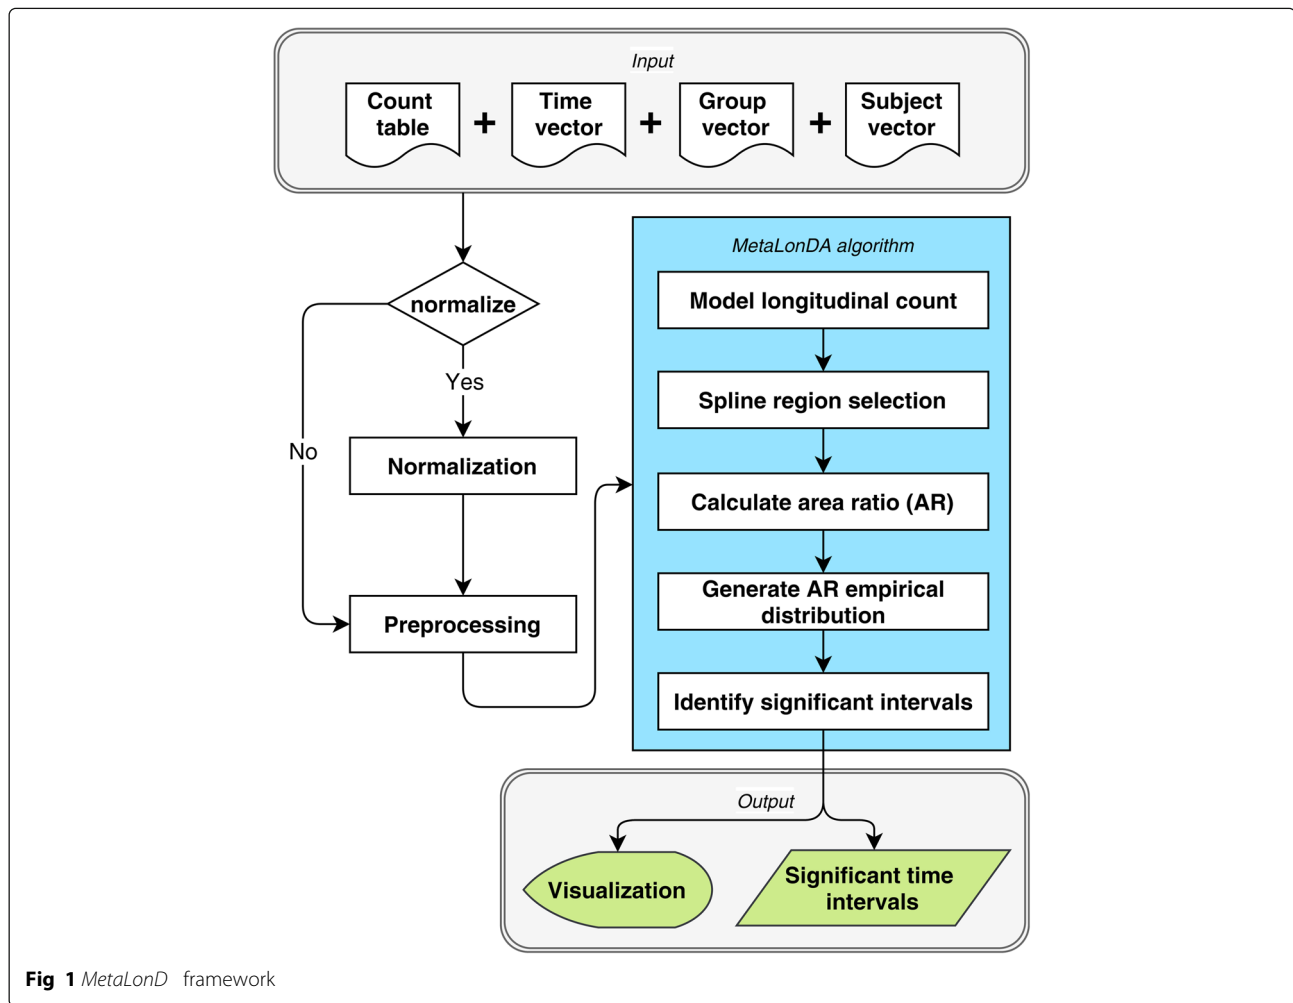 Input
Count
table
+
Time
vector
+
Group
vector
+
Subject
vector
normalize
Yes
No
Normalization
Preprocessing
MetaLonDA algorithm
Model longitudinal count
Spline region selection
Calculate area ratio (AR)
Generate AR empirical
distribution
Identify significant intervals
Output
Visualization
Significant time
intervals
Fig 1 MetaLonD framework